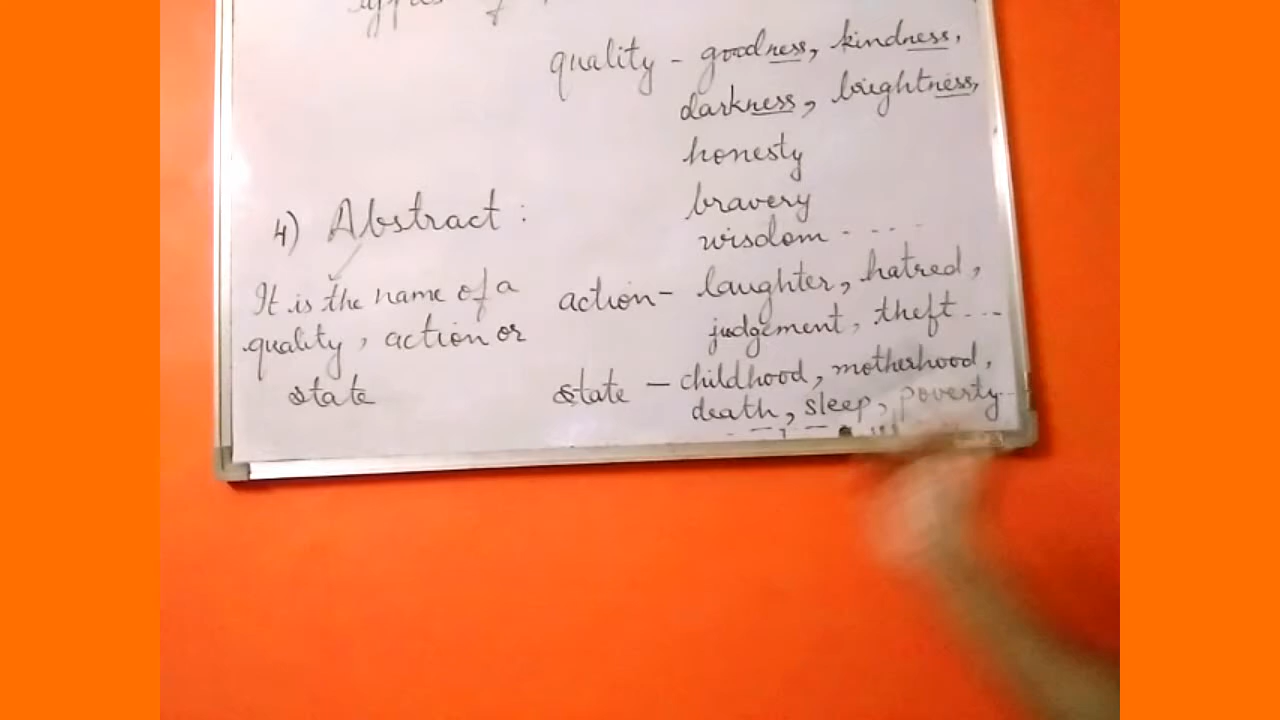 quality - goodness, kindness,
darkness, brightness,
honesty
bravery
wisdom - - - -
4) Abstract :
It is the name of a
quality, action or
state
action - laughter, hatred,
judgement, theft ...
state - childhood, motherhood,
death, sleep, poverty...